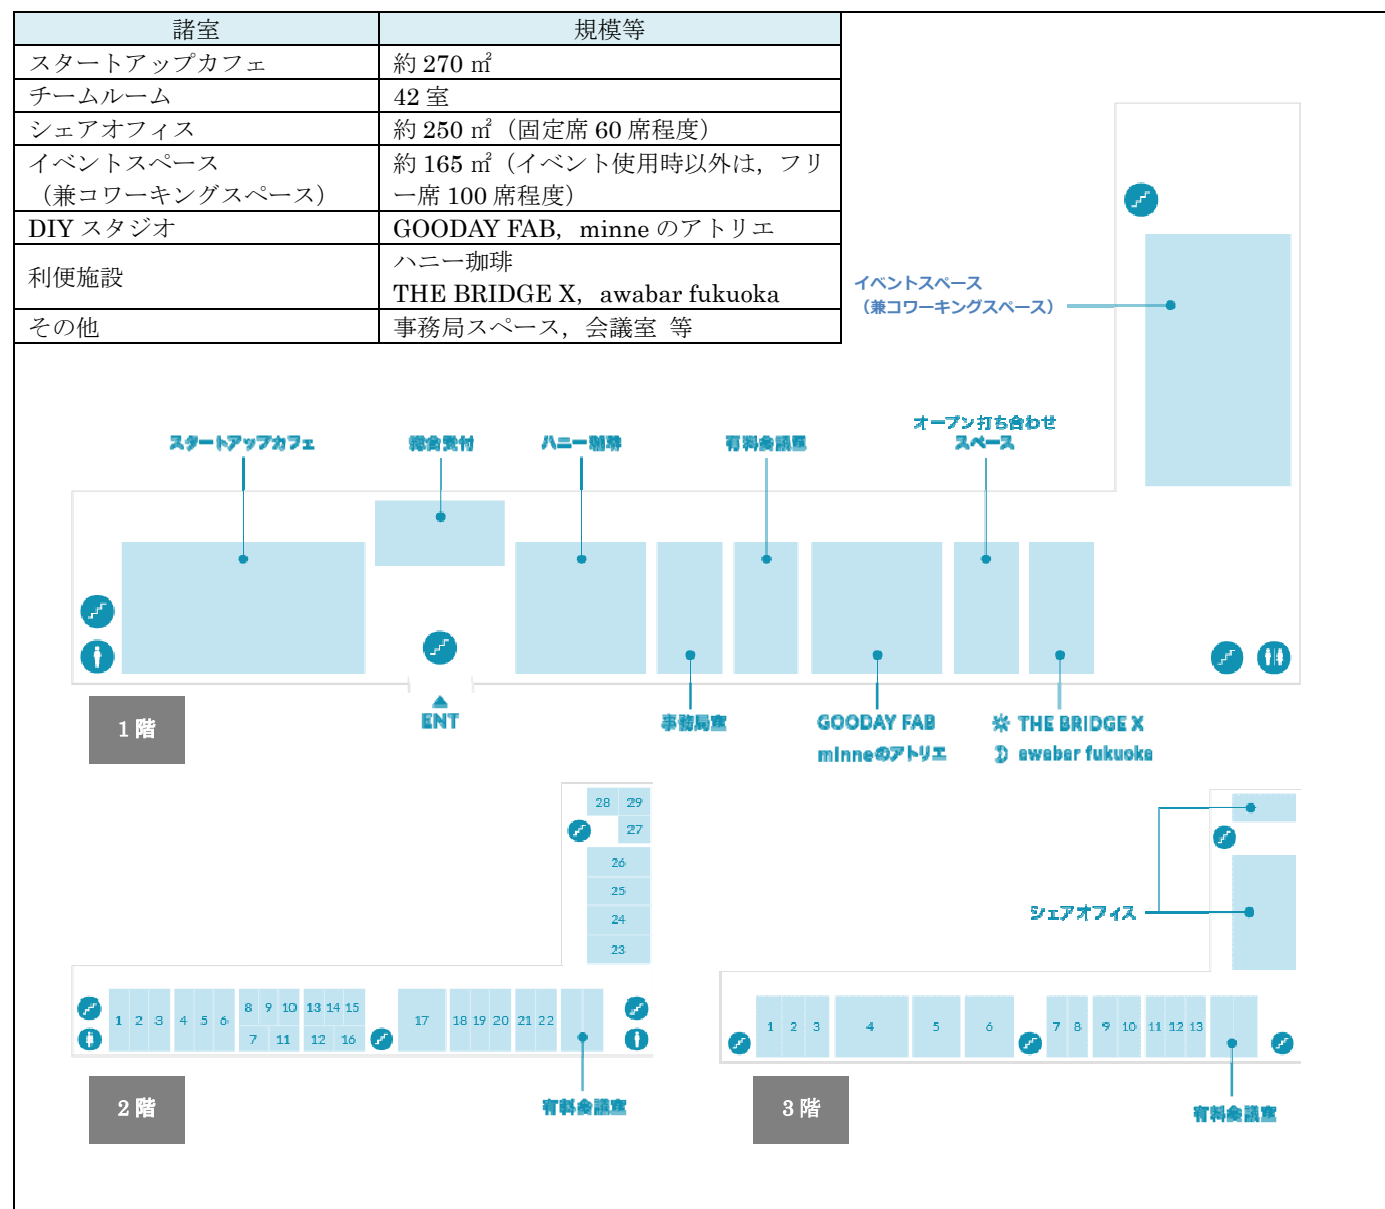 諸室 規模等
スタートアップカフェ 約 270 ㎡
チームルーム 42 室
シェアオフィス 約 250 ㎡（固定席 60 席程度）
イベントスペース 約 165 ㎡（イベント使用時以外は，フリ
（兼コワーキングスペース） ー席 100 席程度）
DIY スタジオ GOODAY FAB，minne のアトリエ
利便施設 ハニー珈琲
THE BRIDGE X，awabar fukuoka
その他 事務局スペース，会議室 等
イベントスペース
（兼コワーキングスペース）
スタートアップカフェ
総合受付
ハニー珈琲
有料会議室
オープン打ち合わせ
スペース
1 階
ENT
事務局室
GOODAY FAB
minneのアトリエ
THE BRIDGE X
awabar fukuoka
28 29
27
26
25
24
23
8 9 10 13 14 15
1 2 3 4 5 6 17 18 19 20 21 22
7 11 12 16
有料会議室
2 階
シェアオフィス
1 2 3 4 5 6 7 8 9 10 11 12 13
有料会議室
3 階